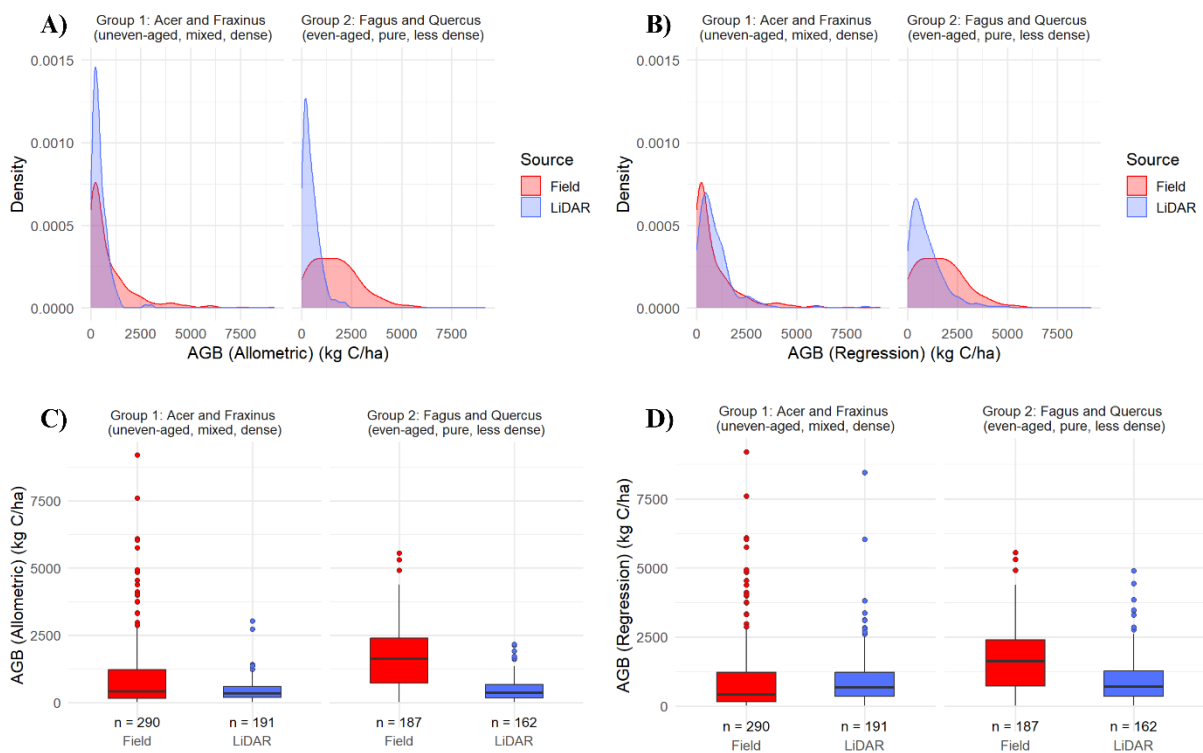 A)
Group 1: Acer and Fraxinus
(uneven-aged, mixed, dense)
Group 2: Fagus and Quercus
(even-aged, pure, less dense)
0.0015
0.0010
0.0005
0.0000
Density
0
2500
5000
7500
0
2500
5000
7500
AGB (Allometric) (kg C/ha)
Source
Field
LiDAR
B)
Group 1: Acer and Fraxinus
(uneven-aged, mixed, dense)
Group 2: Fagus and Quercus
(even-aged, pure, less dense)
0.0015
0.0010
0.0005
0.0000
Density
0
2500
5000
7500
0
2500
5000
7500
AGB (Regression) (kg C/ha)
Source
Field
LiDAR
C)
Group 1: Acer and Fraxinus
(uneven-aged, mixed, dense)
Group 2: Fagus and Quercus
(even-aged, pure, less dense)
7500
5000
2500
0
AGB (Allometric) (kg C/ha)
n = 290
n = 191
n = 187
n = 162
Field
LiDAR
Field
LiDAR
D)
Group 1: Acer and Fraxinus
(uneven-aged, mixed, dense)
Group 2: Fagus and Quercus
(even-aged, pure, less dense)
7500
5000
2500
0
AGB (Regression) (kg C/ha)
n = 290
n = 191
n = 187
n = 162
Field
LiDAR
Field
LiDAR